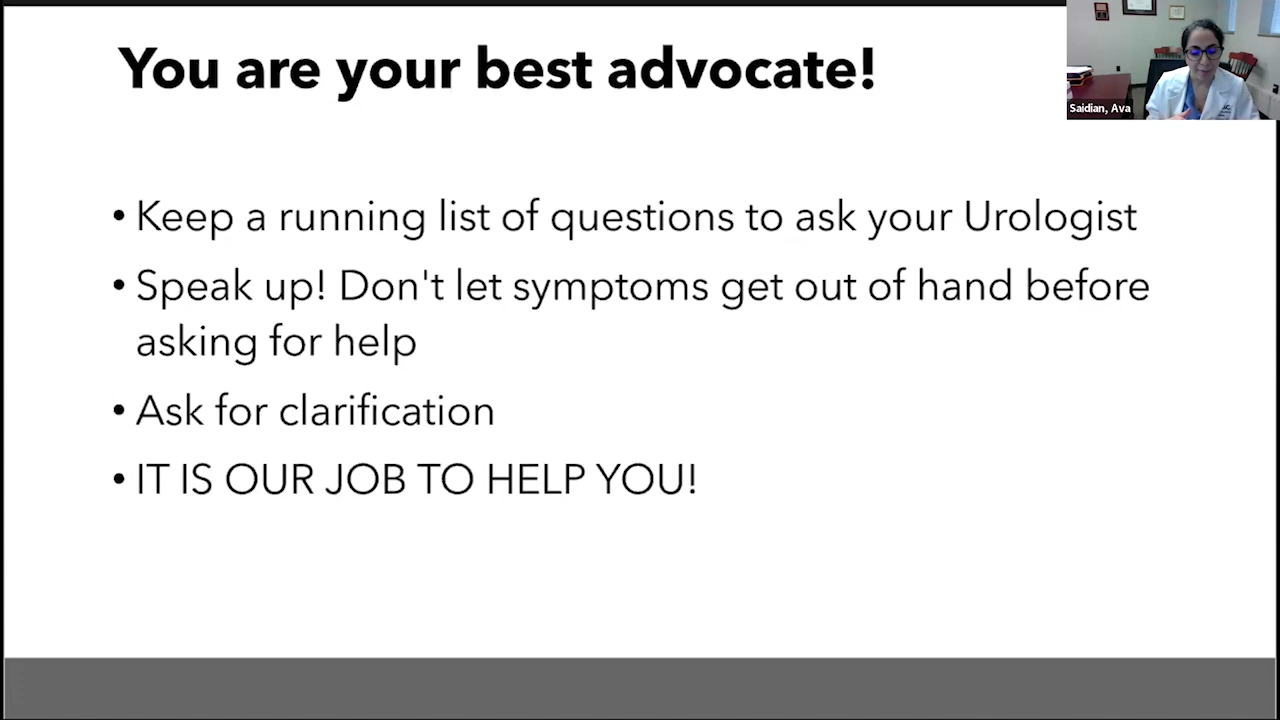 You are your best advocate!
Saidian, Ava
• Keep a running list of questions to ask your Urologist
• Speak up! Don't let symptoms get out of hand before
asking for help
• Ask for clarification
• IT IS OUR JOB TO HELP YOU!